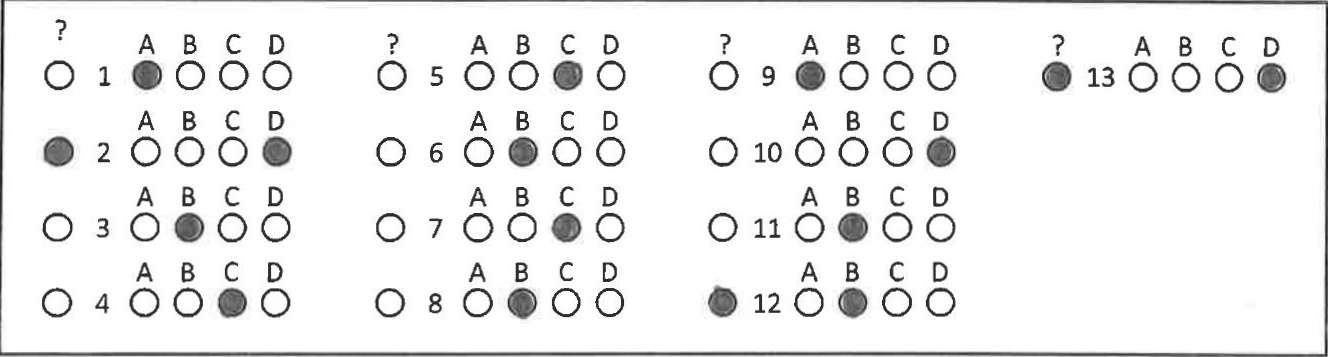 ? A B C D ? A B C D ? A B C D ? A B C D
1 5 9 13
A B C D A B C D A B C D
2 6 10
A B C D A B C D A B C D
3 7 11
A B C D A B C D A B C D
4 8 12